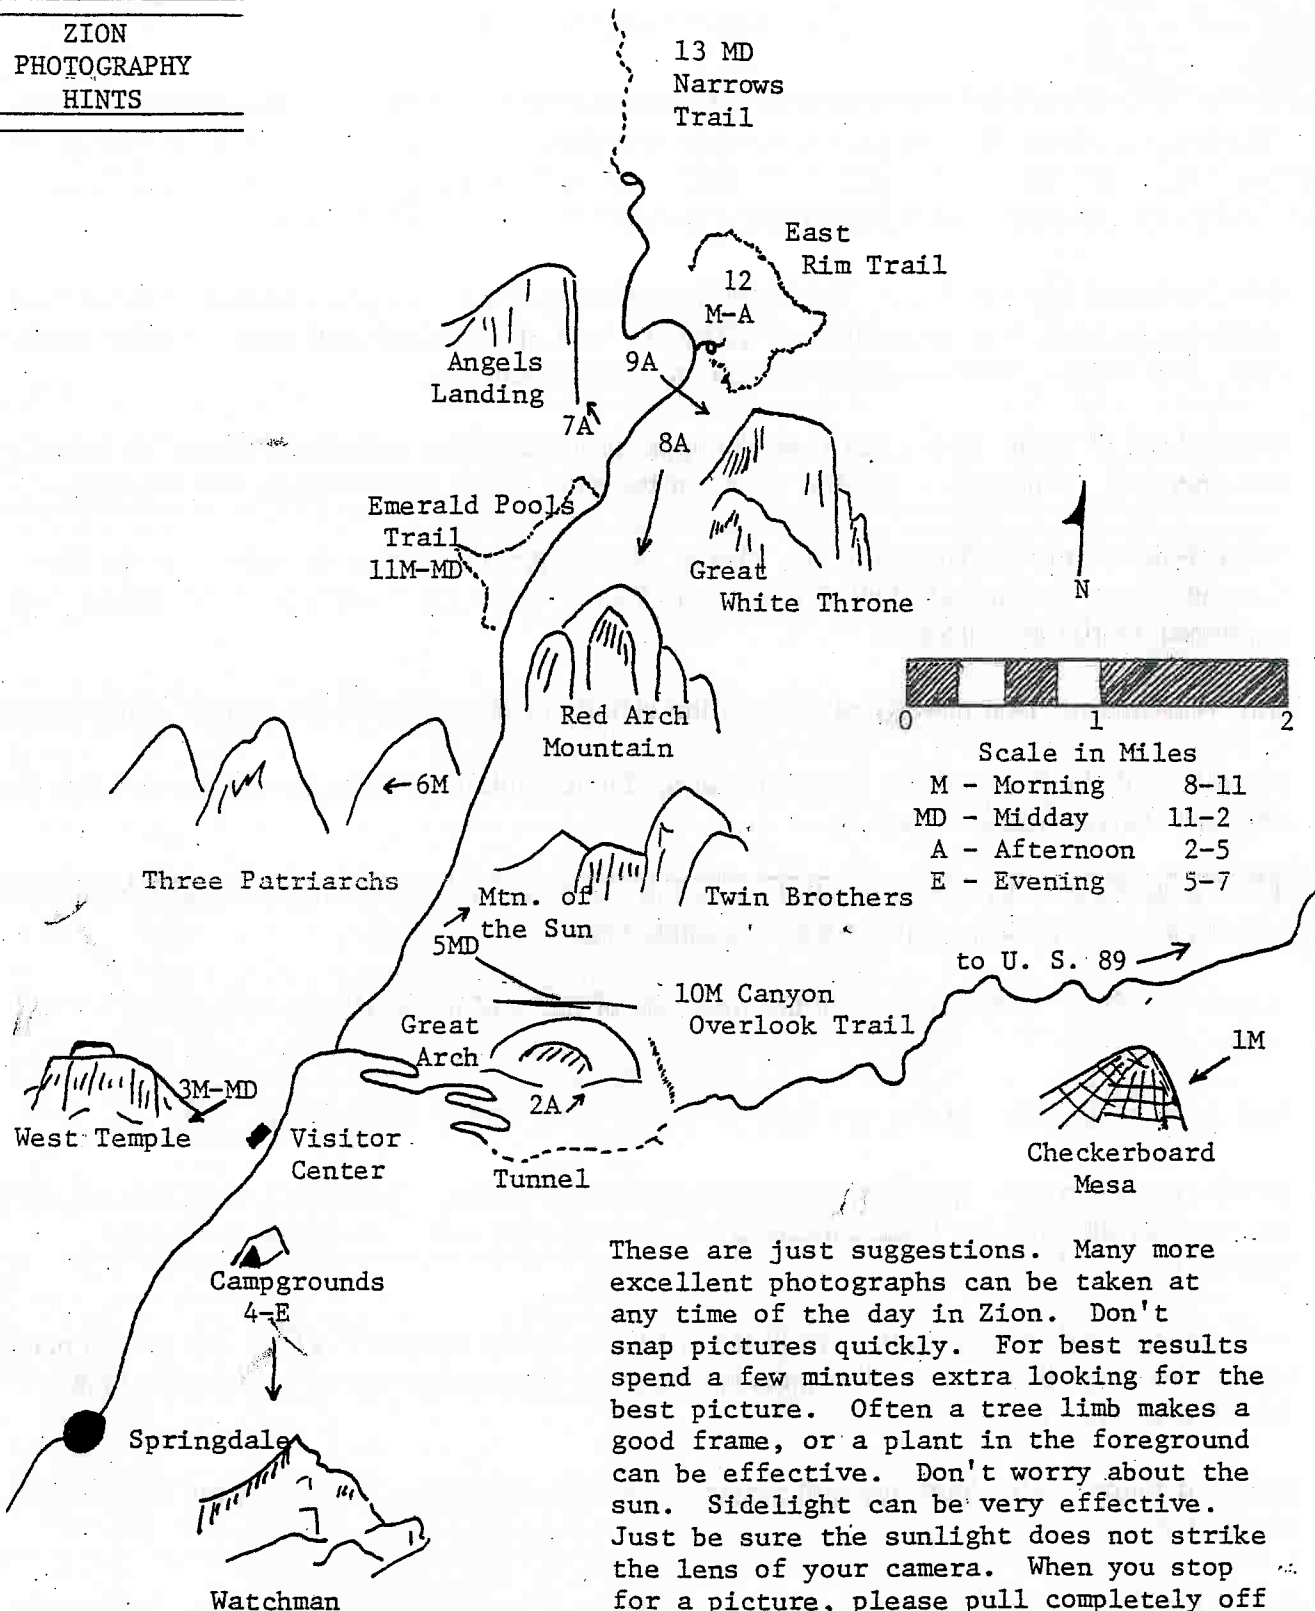 ZION
PHOTOGRAPHY
HINTS
13 MD
Narrows
Trail
East
Rim Trail
12
M-A
Angels
Landing
9A
7A
8A
Emerald Pools
Trail
11M-MD
Great
White Throne
N
Red Arch
Mountain
0 1 2
Scale in Miles
M - Morning 8-11
MD - Midday 11-2
A - Afternoon 2-5
E - Evening 5-7
6M
Three Patriarchs
Mtn. of
the Sun
Twin Brothers
5MD
to U. S. 89
10M Canyon
Overlook Trail
Great
Arch
1M
3M-MD
2A
West Temple
Visitor
Center
Tunnel
Checkerboard
Mesa
Campgrounds
4-E
Springdale
Watchman
These are just suggestions. Many more
excellent photographs can be taken at
any time of the day in Zion. Don't
snap pictures quickly. For best results
spend a few minutes extra looking for the
best picture. Often a tree limb makes a
good frame, or a plant in the foreground
can be effective. Don't worry about the
sun. Sidelight can be very effective.
Just be sure the sunlight does not strike
the lens of your camera. When you stop
for a picture, please pull completely off